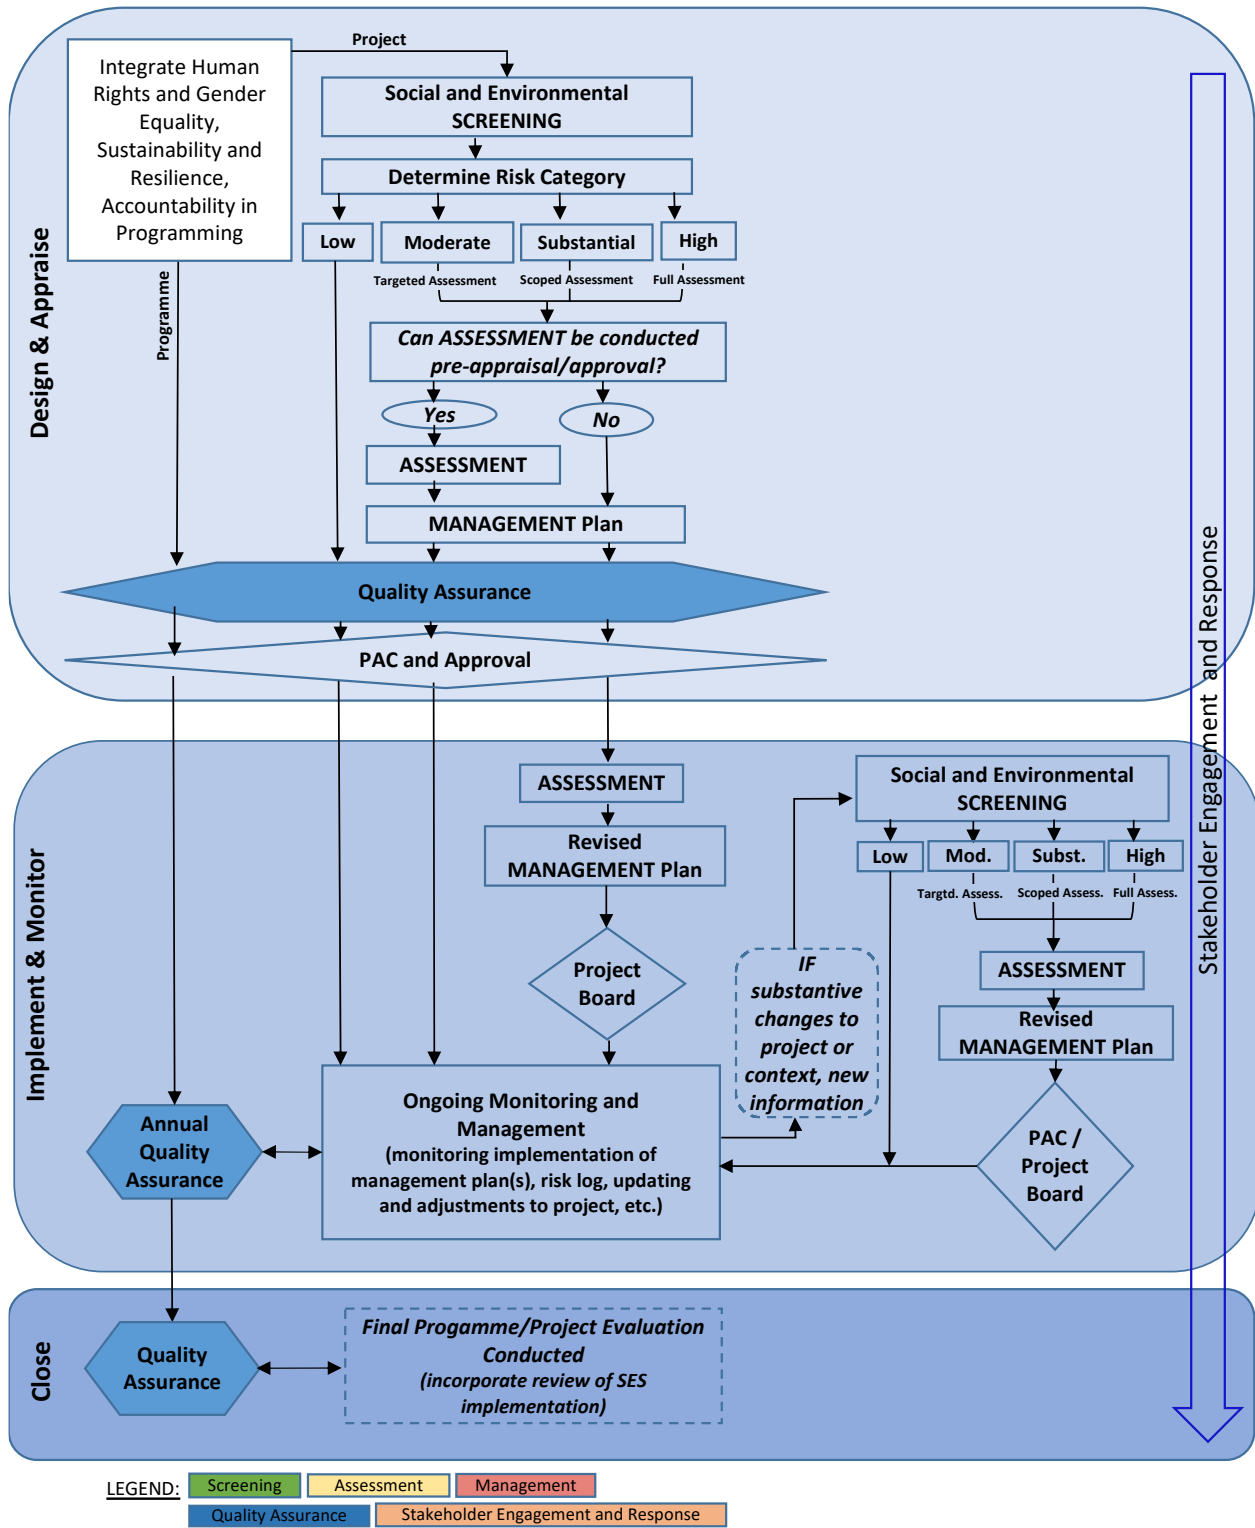 Project
Integrate Human
Rights and Gender
Equality,
Sustainability and
Resilience,
Accountability in
Programming
Social and Environmental
SCREENING
Determine Risk Category
Low
Moderate
Substantial
High
Targeted Assessment
Scoped Assessment
Full Assessment
Programme
Can ASSESSMENT be conducted
pre-appraisal/approval?
Yes
No
ASSESSMENT
MANAGEMENT Plan
Quality Assurance
PAC and Approval
Design & Appraise
Stakeholder Engagement and Response
ASSESSMENT
Revised
MANAGEMENT Plan
Project
Board
Social and Environmental
SCREENING
Low
Mod.
Subst.
High
Targtd. Assess.
Scoped Assess.
Full Assess.
ASSESSMENT
Revised
MANAGEMENT Plan
PAC /
Project
Board
IF
substantive
changes to
project or
context, new
information
Ongoing Monitoring and
Management
(monitoring implementation of
management plan(s), risk log, updating
and adjustments to project, etc.)
Annual
Quality
Assurance
Implement & Monitor
Quality
Assurance
Final Progamme/Project Evaluation
Conducted
(incorporate review of SES
implementation)
Close
LEGEND:
Screening
Assessment
Management
Quality Assurance
Stakeholder Engagement and Response